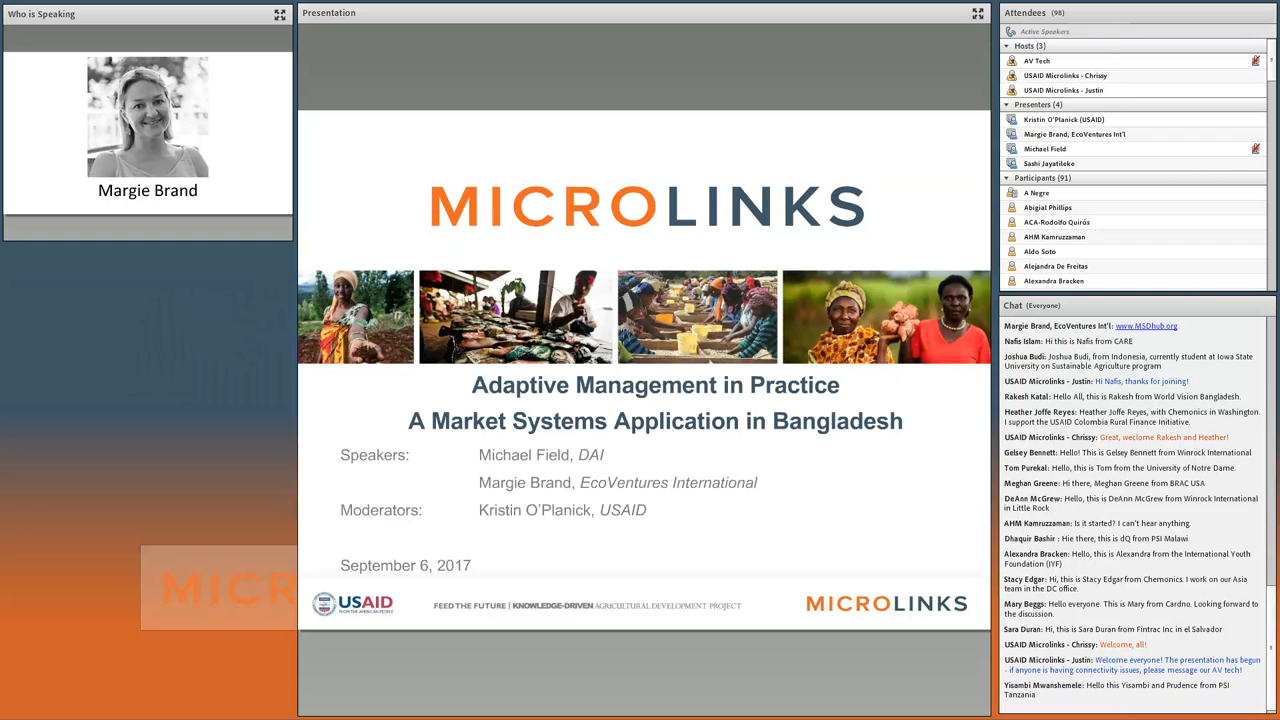 Who is Speaking
Margie Brand
Presentation
MICROLINKS
Adaptive Management in Practice
A Market Systems Application in Bangladesh
Speakers: Michael Field, DAI
Margie Brand, EcoVentures International
Moderators: Kristin O'Planick, USAID
September 6, 2017
USAID
FROM THE AMERICAN PEOPLE
FEED THE FUTURE | KNOWLEDGE-DRIVEN AGRICULTURAL DEVELOPMENT PROJECT
MICROLINKS
MICR
Attendees (98)
Active Speakers
Hosts (3)
AV Tech
USAID Microlinks - Chrissy
USAID Microlinks - Justin
Presenters (4)
Kristin O'Planick (USAID)
Margie Brand, EcoVentures Int'l
Michael Field
Sashi Jayatileke
Participants (91)
A Negre
Abigial Phillips
ACA-Rodolfo Quirós
AHM Kamruzzaman
Aldo Soto
Alejandra De Freitas
Alexandra Bracken
Chat (Everyone)
Margie Brand, EcoVentures Int'l: www.MSDhub.org
Nafis Islam: Hi this is Nafis from CARE
Joshua Budi: Joshua Budi, from Indonesia, currently student at Iowa State
University on Sustainable Agriculture program
USAID Microlinks - Justin: Hi Nafis, thanks for joining!
Rakesh Katal: Hello All, this is Rakesh from World Vision Bangladesh.
Heather Joffe Reyes: Heather Joffe Reyes, with Chemonics in Washington.
I support the USAID Colombia Rural Finance Initiative.
USAID Microlinks - Chrissy: Great, weclome Rakesh and Heather!
Gelsey Bennett: Hello! This is Gelsey Bennett from Winrock International
Tom Purekal: Hello, this is Tom from the University of Notre Dame.
Meghan Greene: Hi there, Meghan Greene from BRAC USA
DeAnn McGrew: Hello, this is DeAnn McGrew from Winrock International
in Little Rock
AHM Kamruzzaman: Is it started? I can't hear anything.
Dhaquir Bashir : Hie there, this is dQ from PSI Malawi
Alexandra Bracken: Hello, this is Alexandra from the International Youth
Foundation (IYF)
Stacy Edgar: Hi, this is Stacy Edgar from Chemonics. I work on our Asia
team in the DC office.
Mary Beggs: Hello everyone. This is Mary from Cardno. Looking forward to
the discussion.
Sara Duran: Hi, this is Sara Duran from Fintrac Inc in el Salvador
USAID Microlinks - Chrissy: Welcome, all!
USAID Microlinks - Justin: Welcome everyone! The presentation has begun
- if anyone is having connectivity issues, please message our AV tech!
Yisambi Mwanshemele: Hello this Yisambi and Prudence from PSI
Tanzania